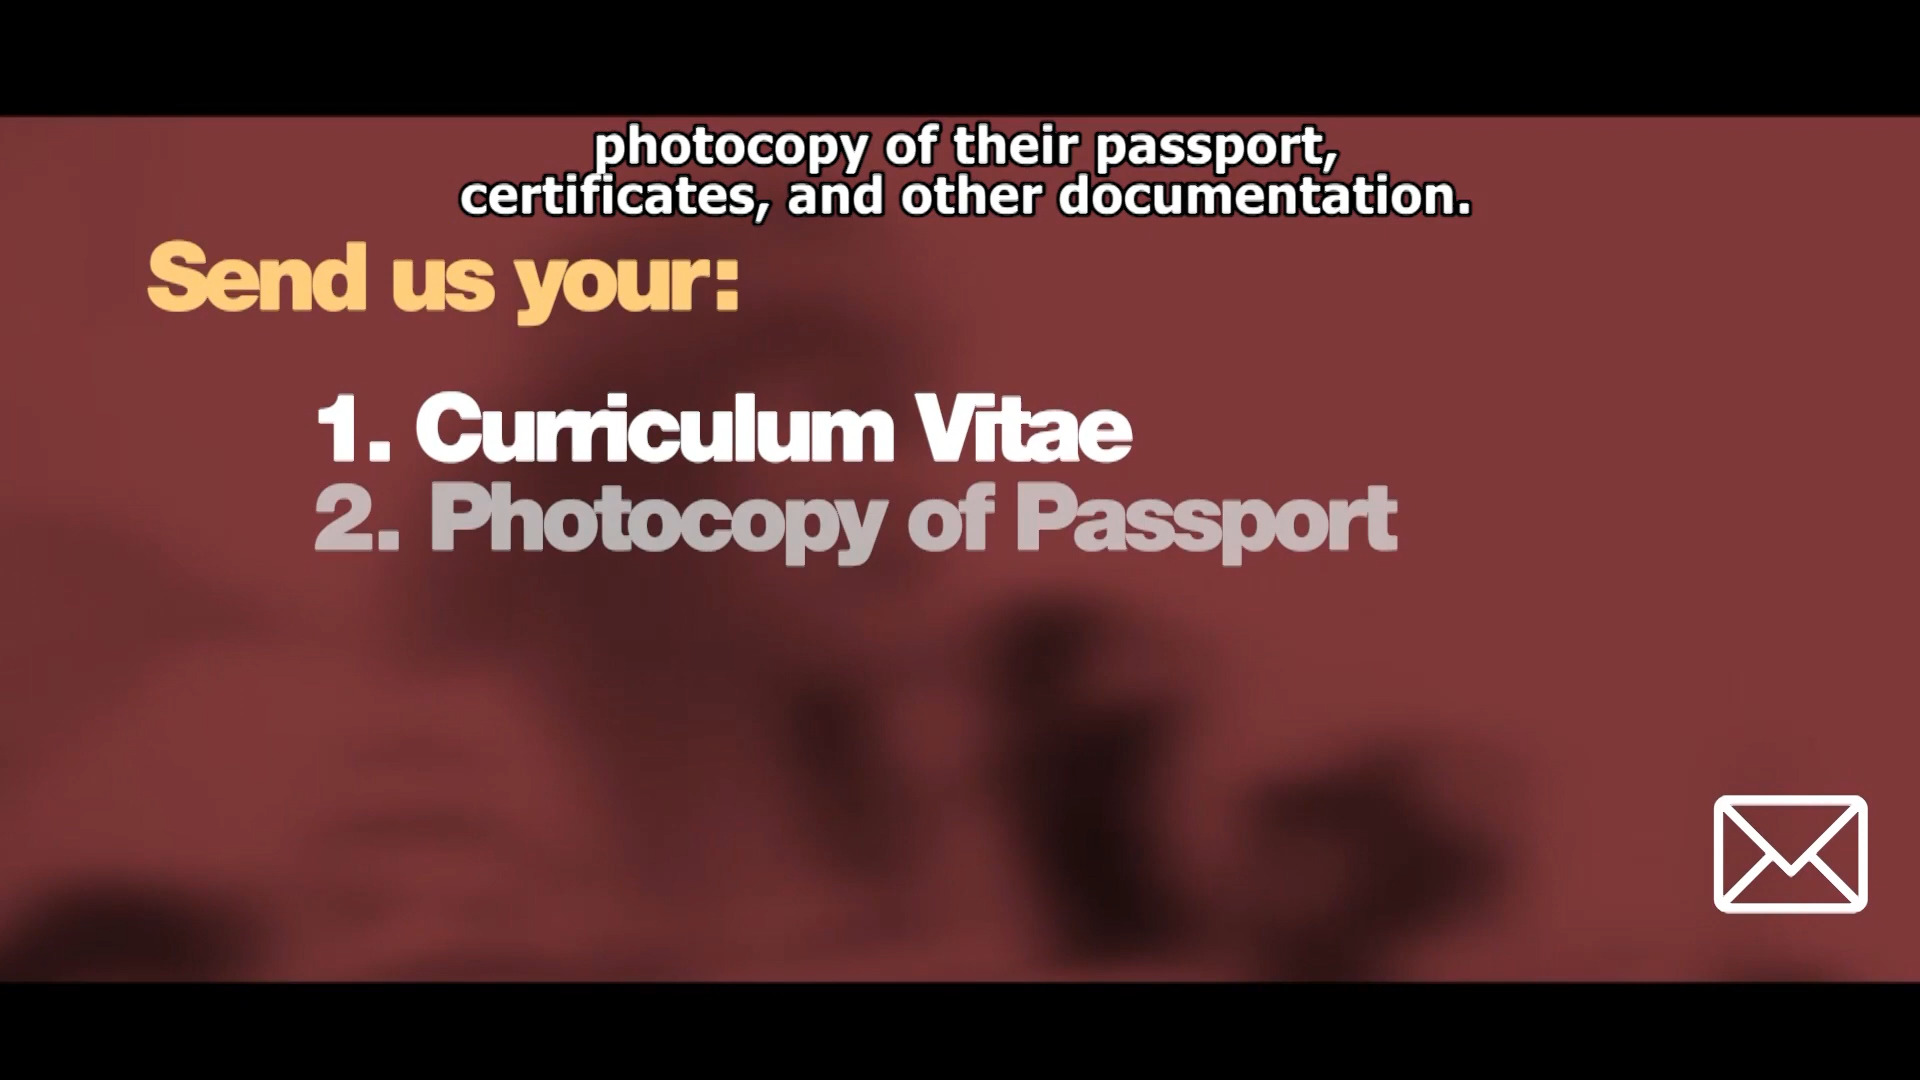 photocopy of their passport,
certificates, and other documentation.
Send us your:
1. Curriculum Vitae
2. Photocopy of Passport